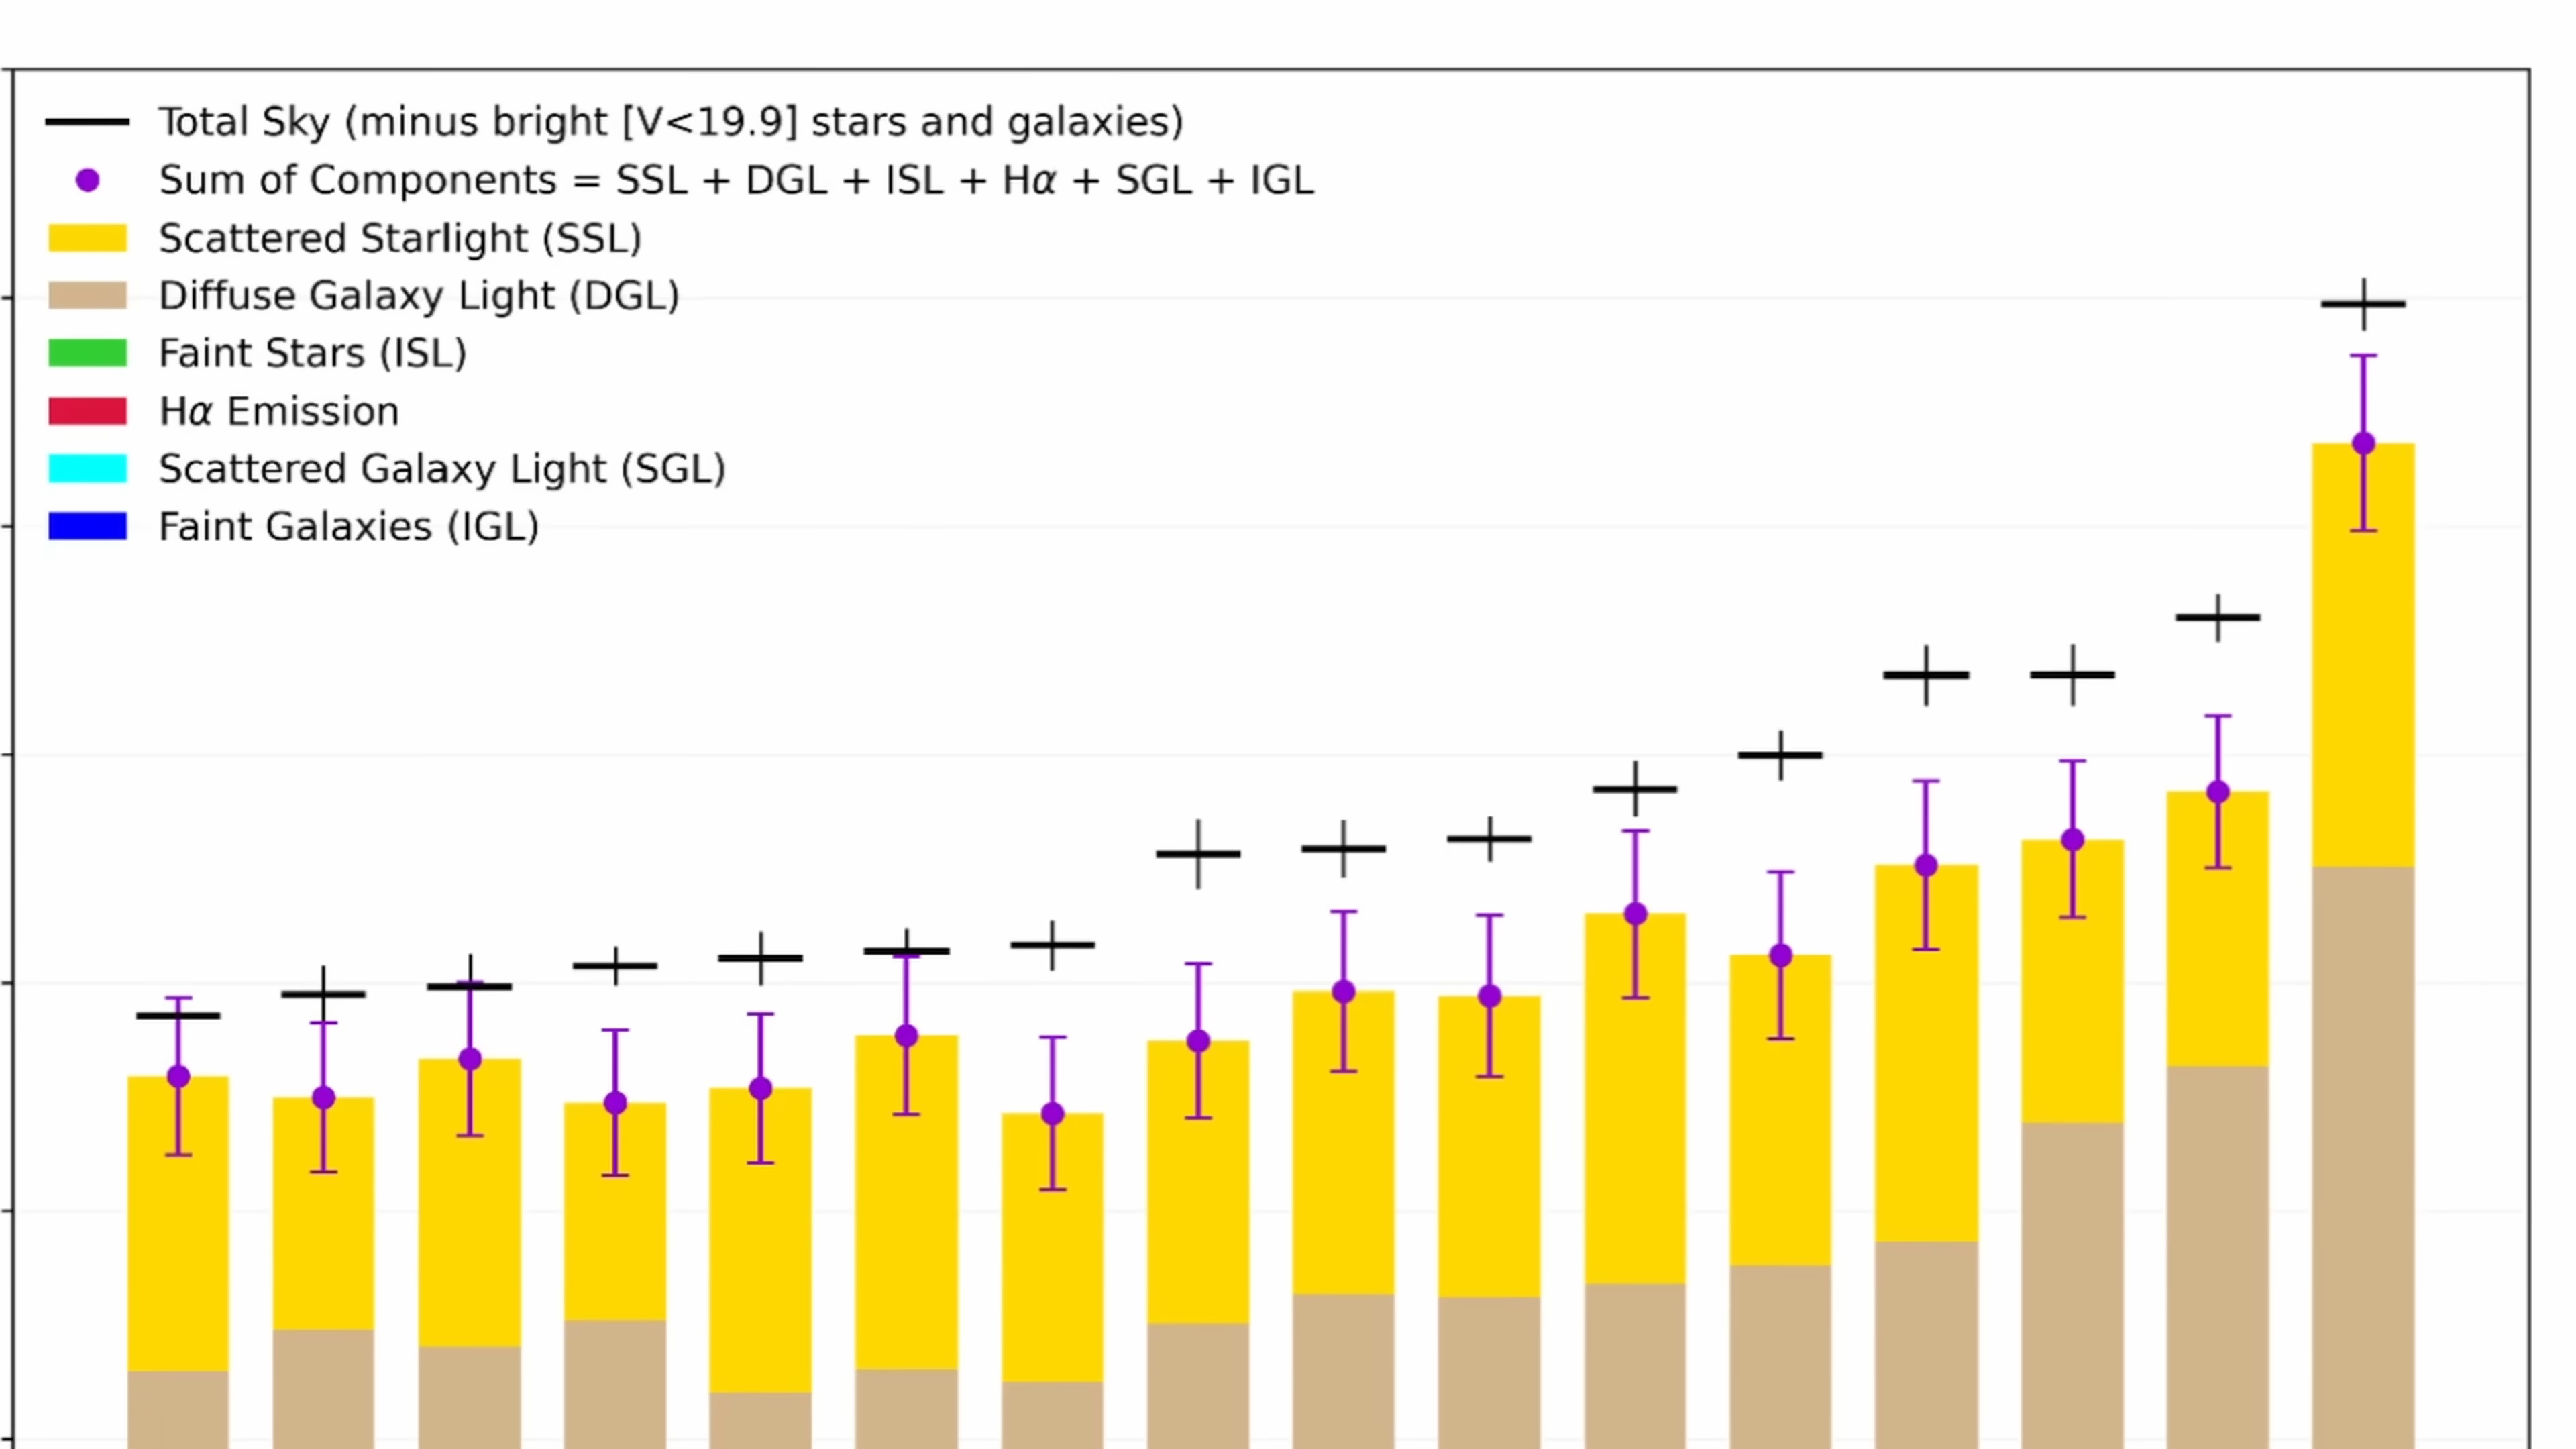 Total Sky (minus bright [V<19.9] stars and galaxies)
Sum of Components = SSL + DGL + ISL + Hα + SGL + IGL
Scattered Starlight (SSL)
Diffuse Galaxy Light (DGL)
Faint Stars (ISL)
Hα Emission
Scattered Galaxy Light (SGL)
Faint Galaxies (IGL)